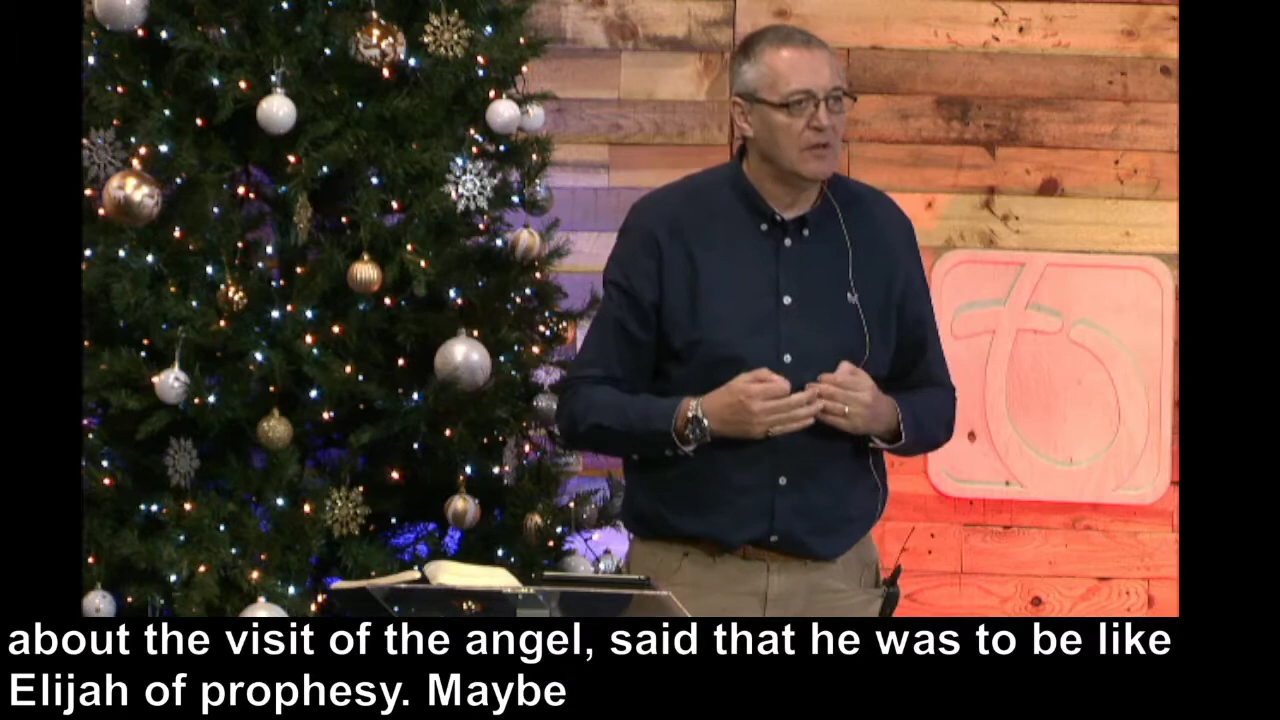 about the visit of the angel, said that he was to be like
Elijah of prophesy. Maybe